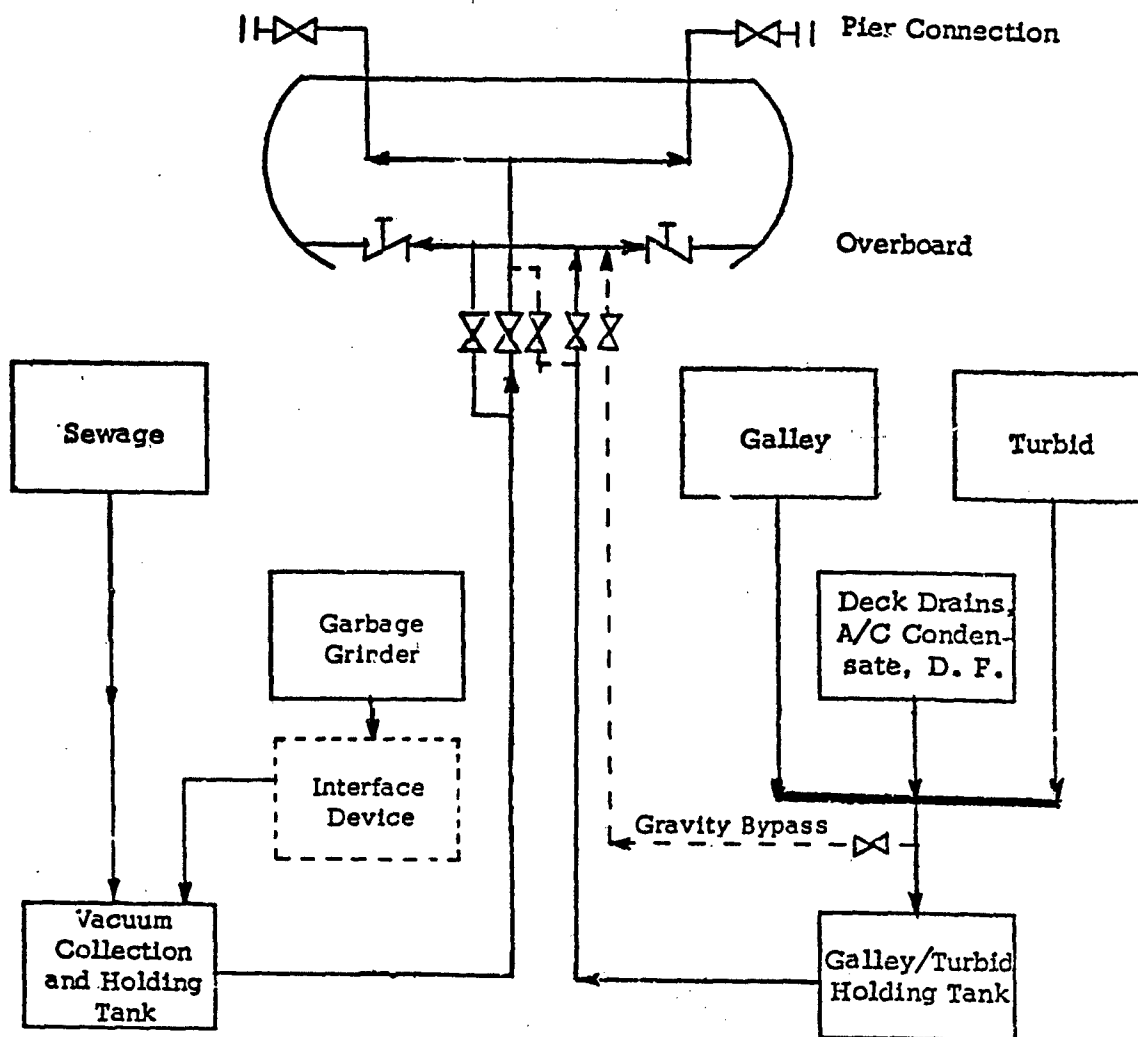 Pier Connection
Overboard
Sewage
Galley
Turbid
Garbage
Grinder
Deck Drains,
A/C Conden-
sate, D. F.
Interface
Device
Gravity Bypass
Vacuum
Collection
and Holding
Tank
Galley/Turbid
Holding Tank